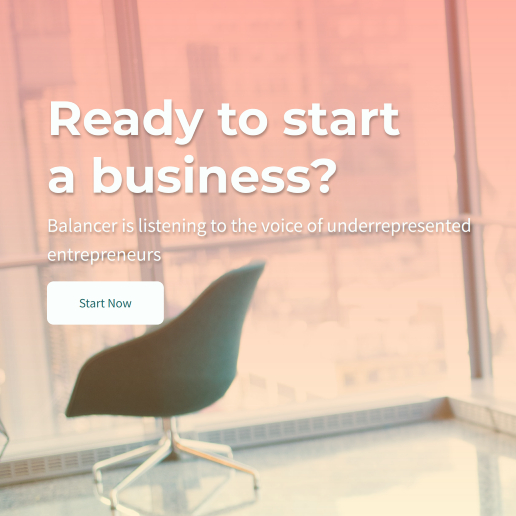 Ready to start
a business?
Balancer is listening to the voice of underrepresented
entrepreneurs
Start Now